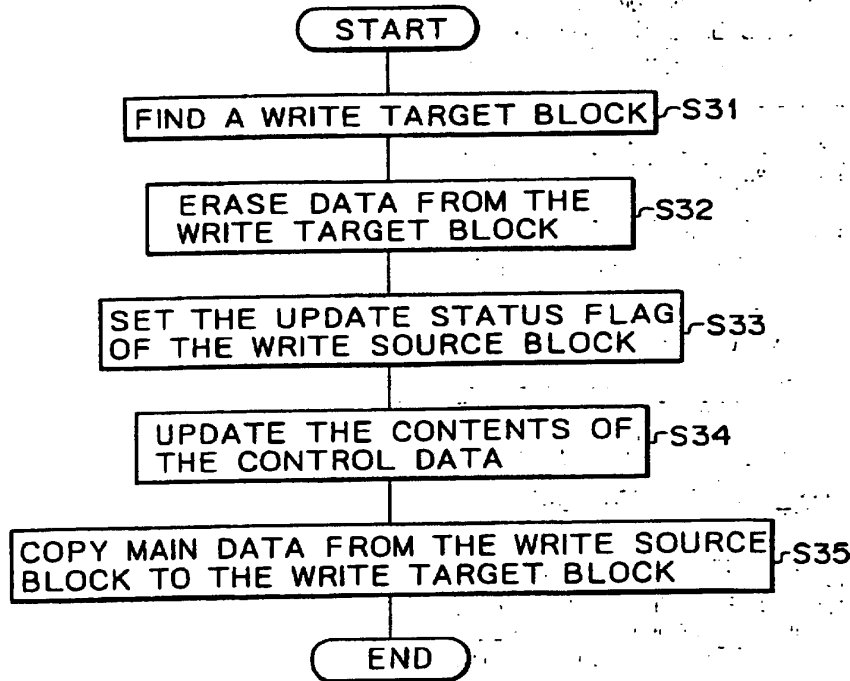 START
FIND A WRITE TARGET BLOCK S31
ERASE DATA FROM THE
WRITE TARGET BLOCK S32
SET THE UPDATE STATUS FLAG
OF THE WRITE SOURCE BLOCK S33
UPDATE THE CONTENTS OF
THE CONTROL DATA S34
COPY MAIN DATA FROM THE WRITE SOURCE
BLOCK TO THE WRITE TARGET BLOCK S35
END